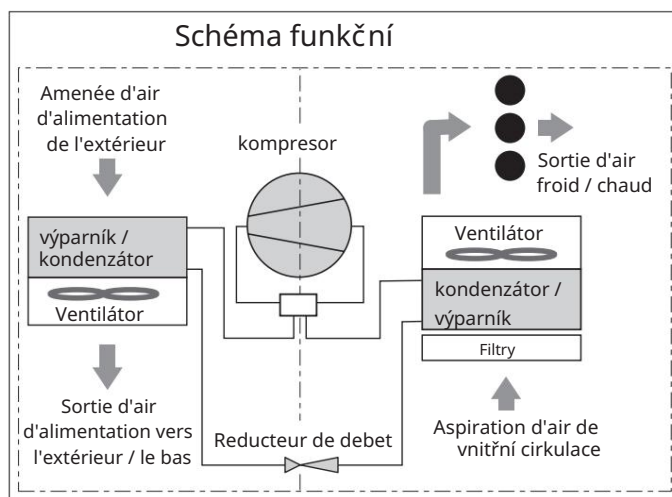 Schéma funkční
Amenée d'air
d'alimentation
de l'extérieur
kompresor
Sortie d'air
froid / chaud
výparník /
kondenzátor
Ventilátor
Ventilátor
kondenzátor /
výparník
Filtry
Sortie d'air
d'alimentation vers
l'extérieur / le bas
Reducteur de debet
Aspiration d'air de
vnitřní cirkulace